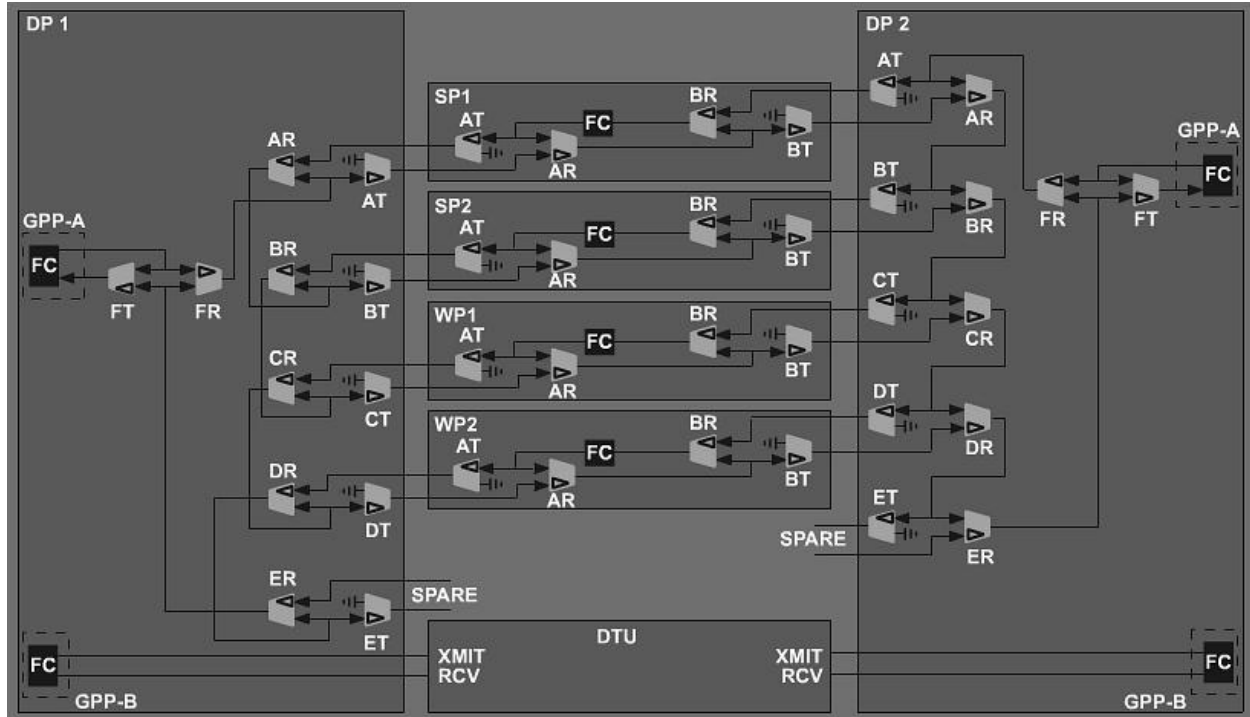 DP 1
DP 2
AT
AR
GPP-A
FC
SP1
AT
FC
BR
AR
BT
AR
AT
BT
BR
FR
FT
SP2
AT
FC
BR
AR
BT
GPP-A
FC
FT
FR
BR
BT
CT
CR
WP1
AT
FC
BR
AR
BT
CR
CT
DT
DR
WP2
AT
FC
BR
AR
BT
DR
DT
ET
ER
SPARE
ER
ET
SPARE
DTU
XMIT
RCV
XMIT
RCV
FC
GPP-B
FC
GPP-B